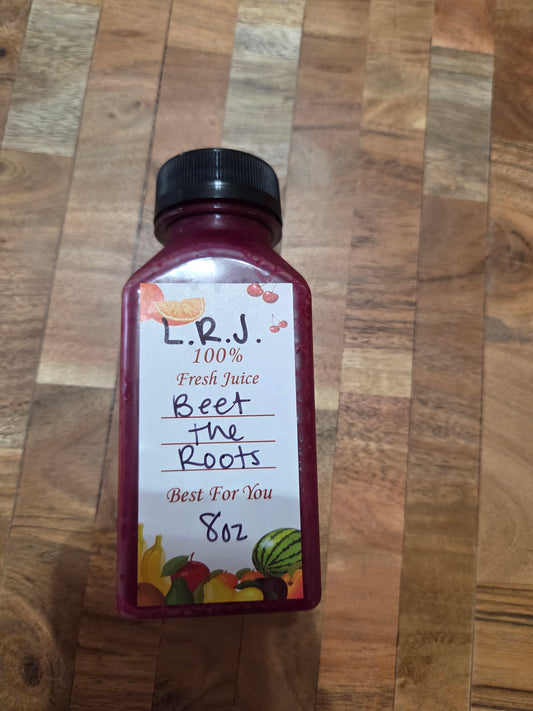 L.R.J.
100%
Fresh Juice
Beet
the
Roots
Best For You
8oz